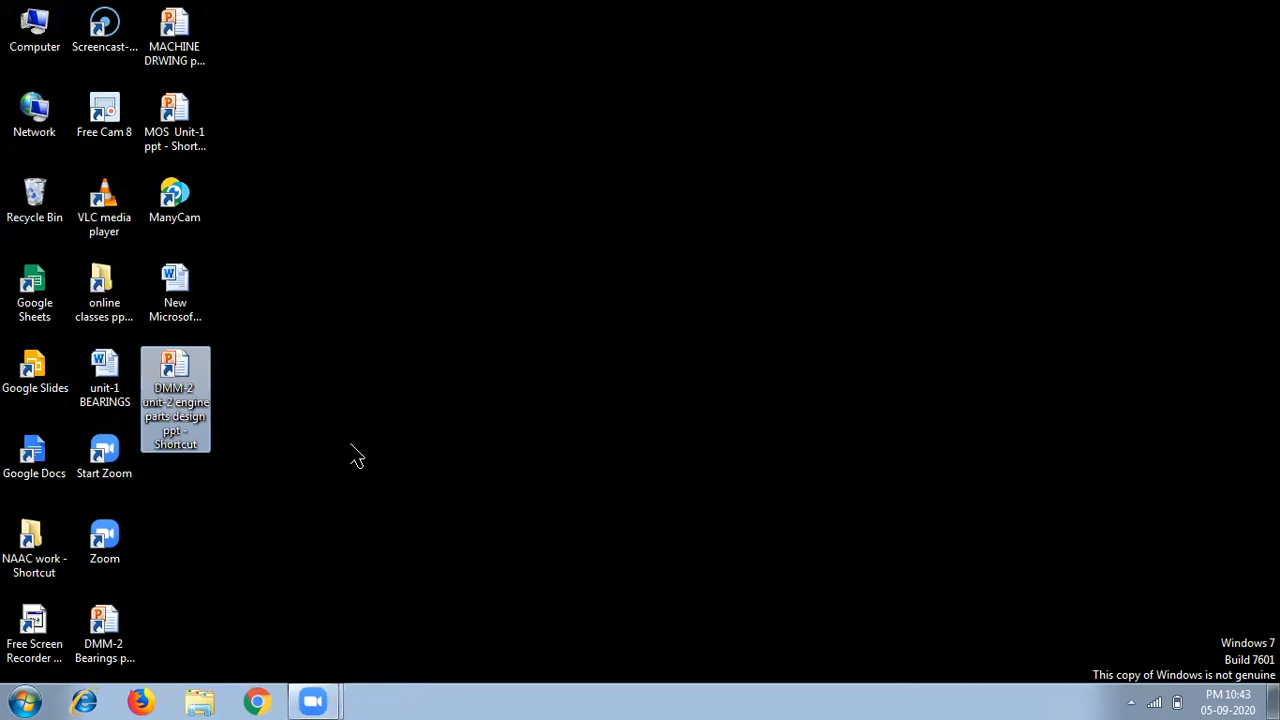 Computer
Screencast-...
MACHINE
DRWING p...
Network
Free Cam 8
MOS Unit-1
ppt - Short...
Recycle Bin
VLC media
player
ManyCam
Google
Sheets
online
classes pp...
New
Microsof...
Google Slides
unit-1
BEARINGS
DMM-2
unit-2 engine
parts design
ppt -
Shortcut
Google Docs
Start Zoom
NAAC work -
Shortcut
Zoom
Free Screen
Recorder ...
DMM-2
Bearings p...
Windows 7
Build 7601
This copy of Windows is not genuine
PM 10:43
05-09-2020